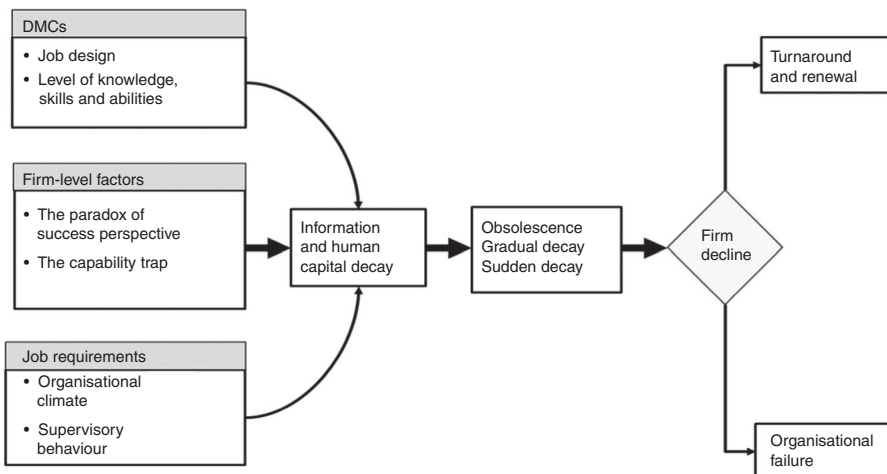 DMCs
• Job design
• Level of knowledge,
skills and abilities
Firm-level factors
• The paradox of
success perspective
• The capability trap
Job requirements
• Organisational
climate
• Supervisory
behaviour
Information
and human
capital decay
Obsolescence
Gradual decay
Sudden decay
Firm
decline
Turnaround
and renewal
Organisational
failure